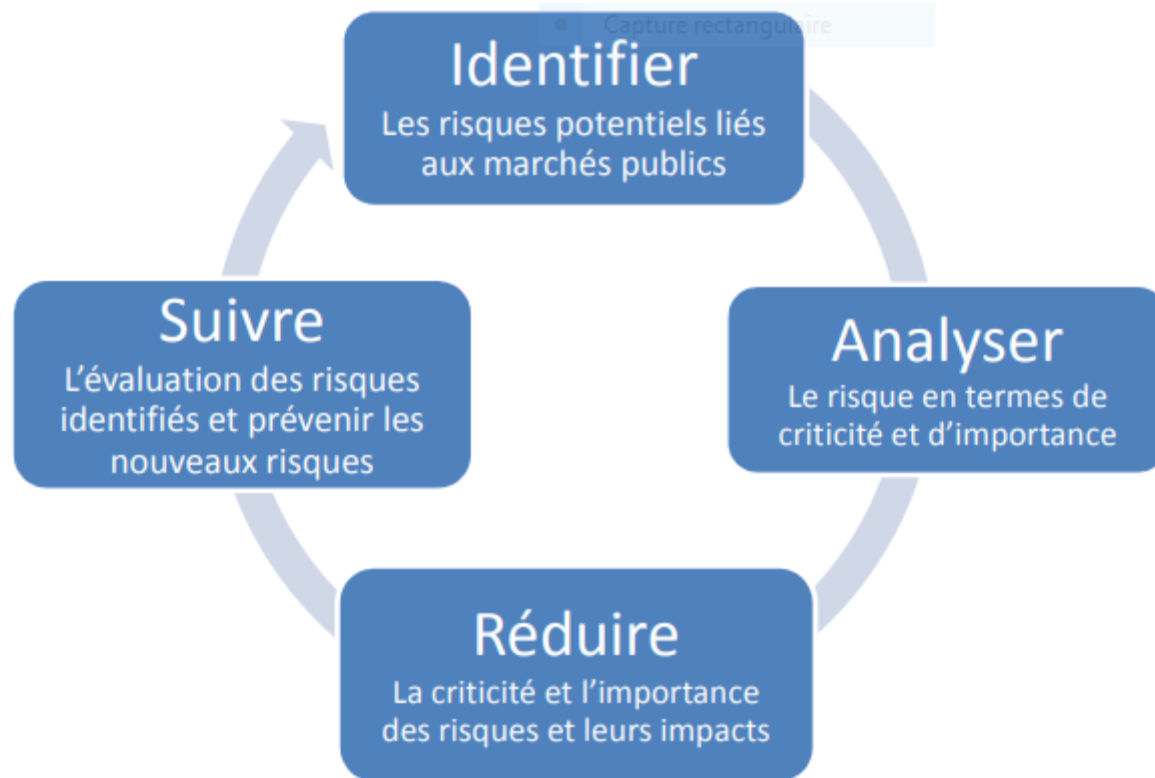 Capture rectangulaire
Identifier
Les risques potentiels liés
aux marchés publics
Analyser
Le risque en termes de
criticité et d’importance
Réduire
La criticité et l’importance
des risques et leurs impacts
Suivre
L’évaluation des risques
identifiés et prévenir les
nouveaux risques